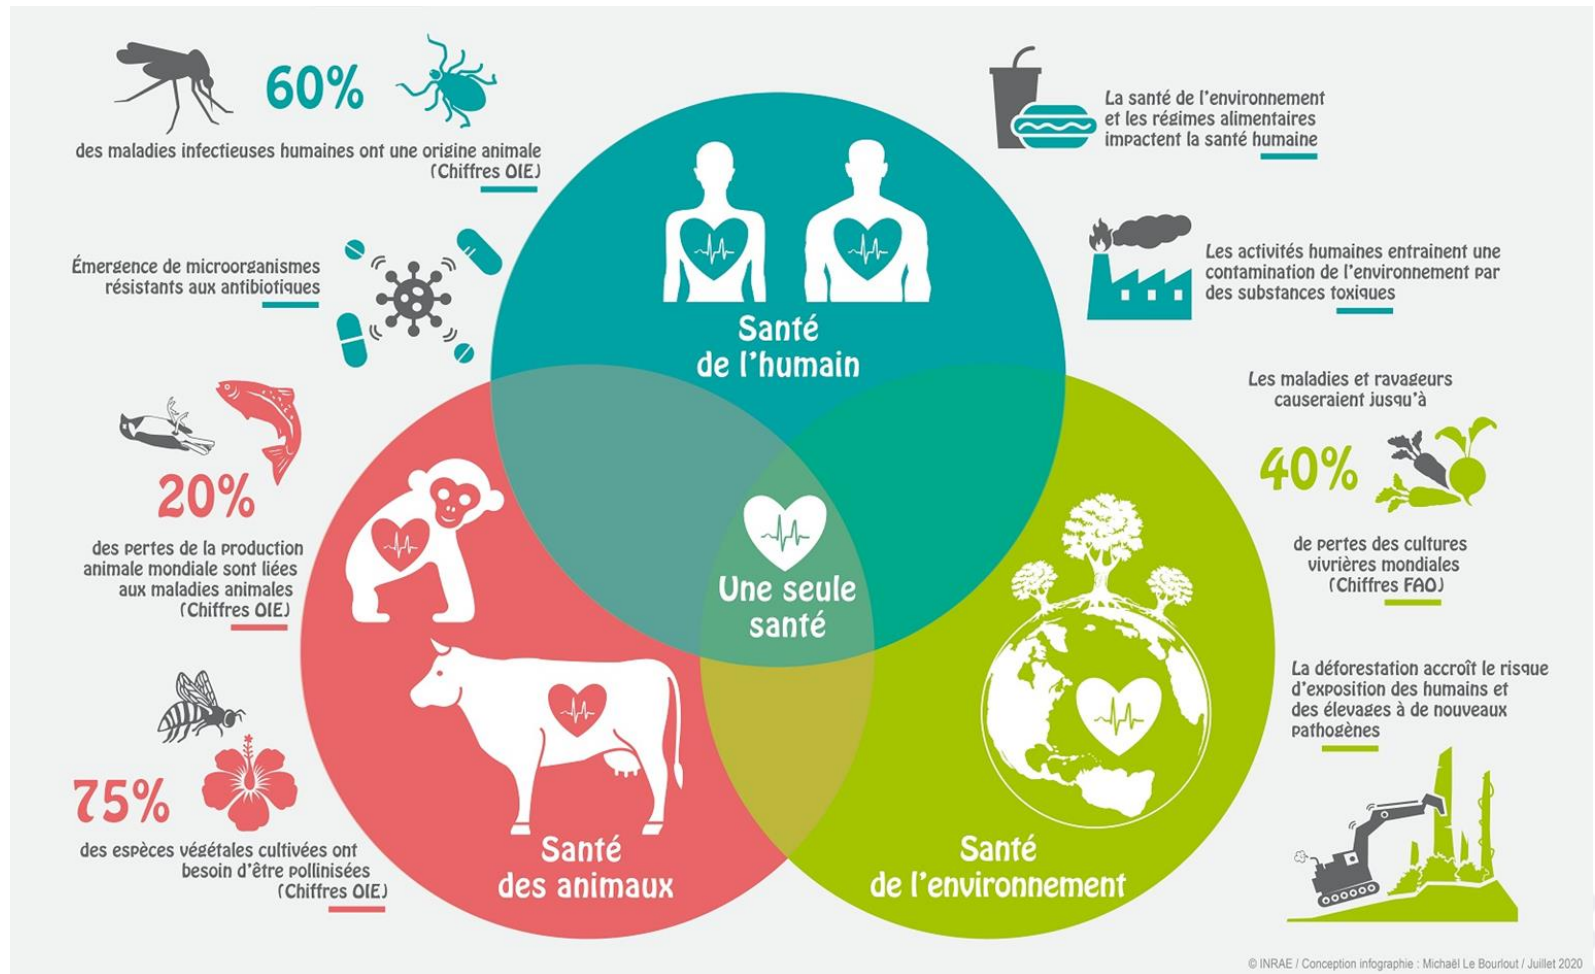 60%
des maladies infectieuses humaines ont une origine animale
(Chiffres OIE)
Émergence de microorganismes
résistants aux antibiotiques
20%
des pertes de la production
animale mondiale sont liées
aux maladies animales
(Chiffres OIE)
75%
des espèces végétales cultivées ont
besoin d'être pollinisées
(Chiffres OIE)
Santé
de l'humain
Une seule
santé
Santé
des animaux
Santé
de l'environnement
La santé de l'environnement
et les régimes alimentaires
impactent la santé humaine
Les activités humaines entrainent une
contamination de l'environnement par
des substances toxiques
Les maladies et ravageurs
causeraient jusqu'à
40%
de pertes des cultures
vivrières mondiales
(Chiffres FAO)
La déforestation accroît le risque
d'exposition des humains et
des élevages à de nouveaux
pathogènes
© INRAE / Conception infographie : Michaël Le Bourlout / Juillet 2020